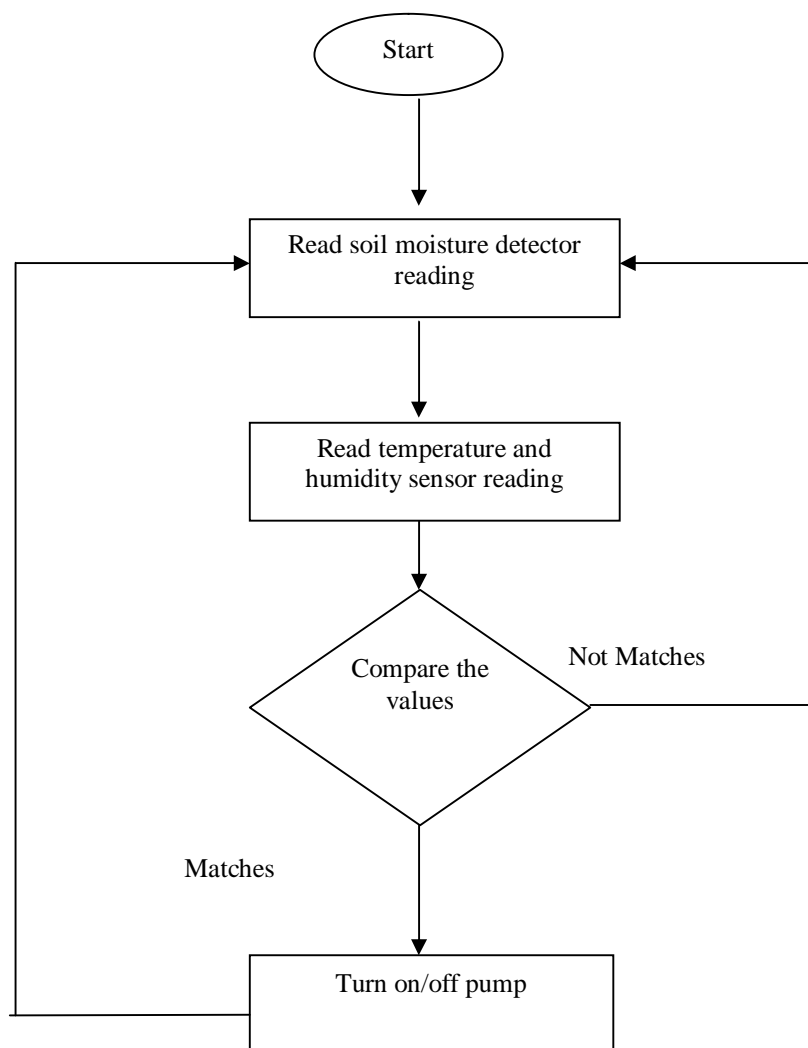 Start
Read soil moisture detector
reading
Read temperature and
humidity sensor reading
Compare the
values
Not Matches
Matches
Turn on/off pump